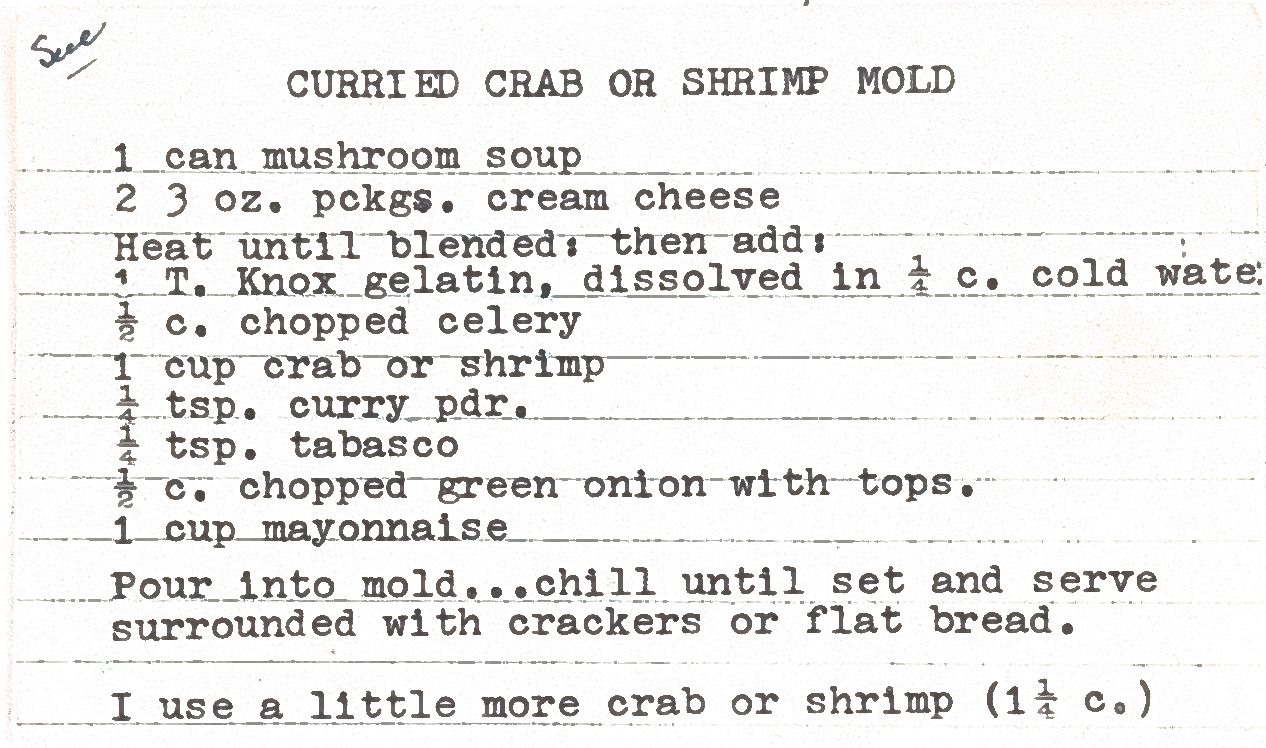 Sue
CURRIED CRAB OR SHRIMP MOLD
1 can mushroom soup
2 3 oz. pckgs. cream cheese
Heat until blended: then add:
1 T. Knox gelatin, dissolved in ¼ c. cold water
½ c. chopped celery
1 cup crab or shrimp
¼ tsp. curry pdr.
¼ tsp. tabasco
½ c. chopped green onion with tops.
1 cup mayonnaise
Pour into mold...chill until set and serve
surrounded with crackers or flat bread.
I use a little more crab or shrimp (1¼ c.)